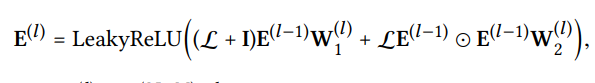 𝐄^{(l)} = LeakyReLU((ℒ + 𝐈)𝐄^{(l−1)}𝐖_1^{(l)} + ℒ𝐄^{(l−1)} ⊙ 𝐄^{(l−1)}𝐖_2^{(l)}),